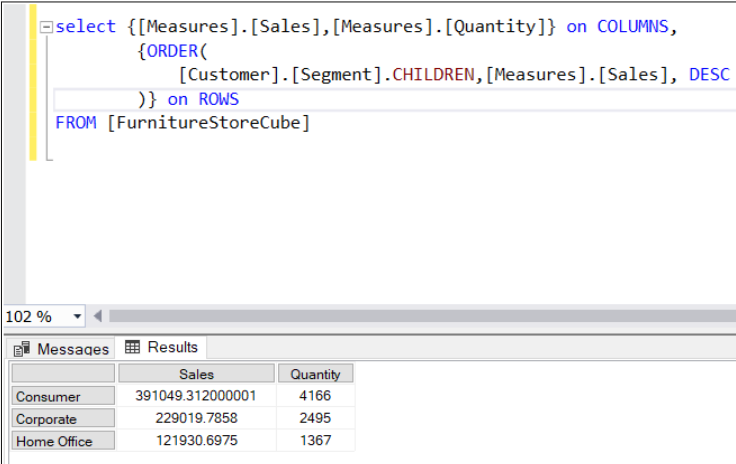 select {[Measures].[Sales],[Measures].[Quantity]} on COLUMNS,
{ORDER(
[Customer].[Segment].CHILDREN,[Measures].[Sales], DESC
)} on ROWS
FROM [FurnitureStoreCube]
102 %
Messages Results
Sales Quantity
Consumer 391049.312000001 4166
Corporate 229019.7858 2495
Home Office 121930.6975 1367